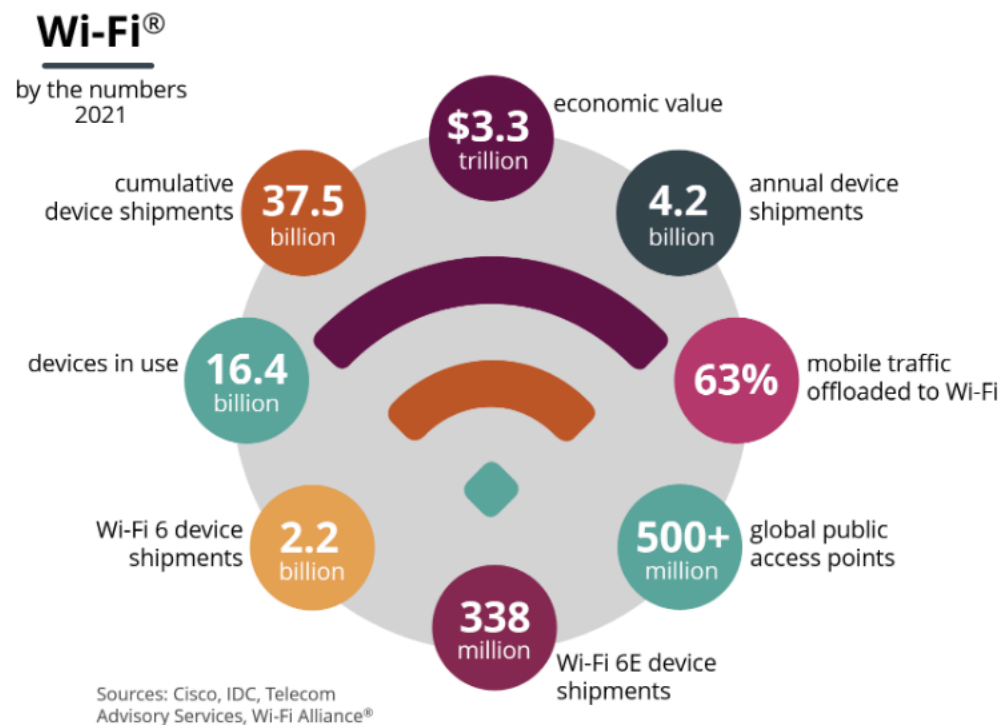 Wi-Fi®
by the numbers
2021
$3.3
trillion
economic value
cumulative
device shipments
37.5
billion
4.2
billion
annual device
shipments
devices in use
16.4
billion
63%
mobile traffic
offloaded to Wi-Fi
Wi-Fi 6 device
shipments
2.2
billion
500+
million
global public
access points
338
million
Wi-Fi 6E device
shipments
Sources: Cisco, IDC, Telecom
Advisory Services, Wi-Fi Alliance®